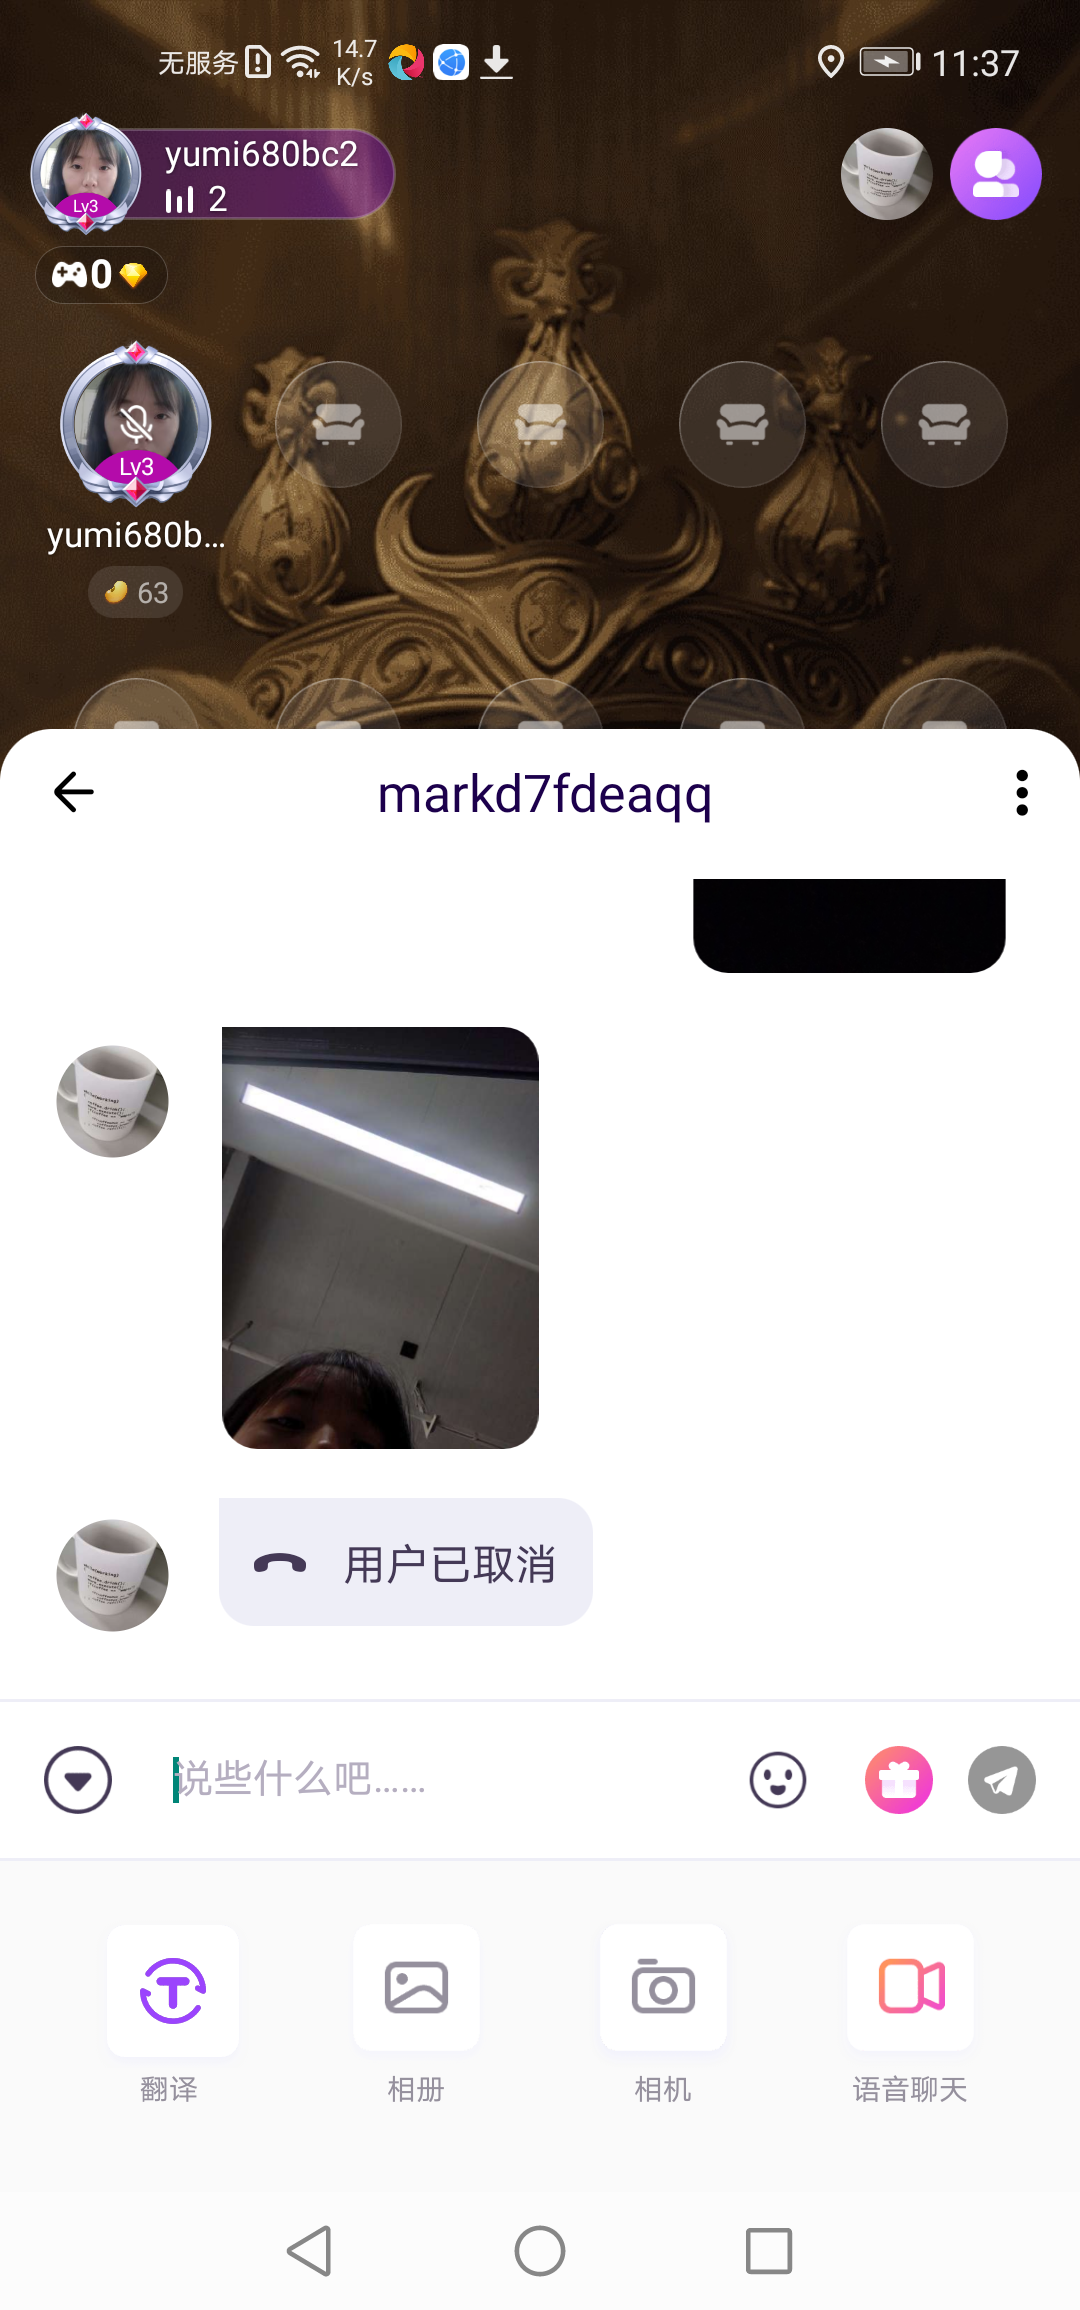 无服务 14.7 K/s 11:37
yumi680bc2
2
Lv3
0
Lv3
yumi680b...
63
markd7fdeaqq
用户已取消
说些什么吧......
翻译 相册 相机 语音聊天